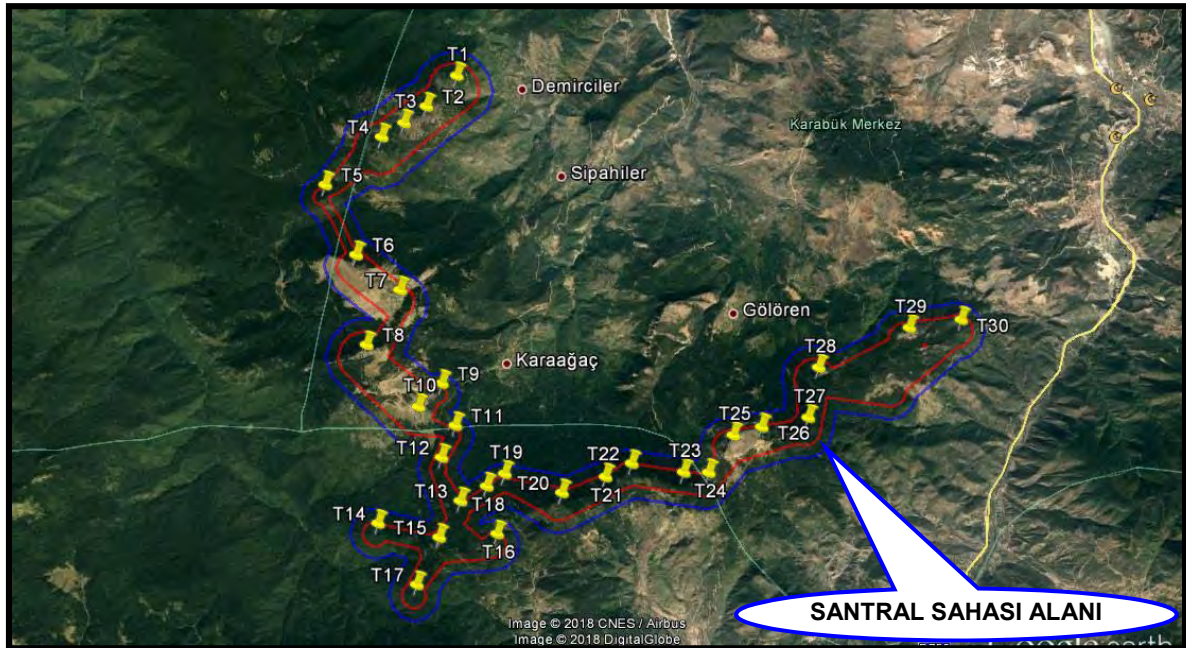 T1
Demirciler
T2
T3
T4
Karabük Merkez
Sipahiler
T5
T6
T7
Gölören
T29
T30
T8
T28
Karaağaç
T9
T10
T27
T11
T25
T26
T12
T19
T22
T23
T13
T18
T20
T21
T24
T14
T15
T16
T17
SANTRAL SAHASI ALANI
Image © 2018 CNES / Airbus
Image © 2018 DigitalGlobe